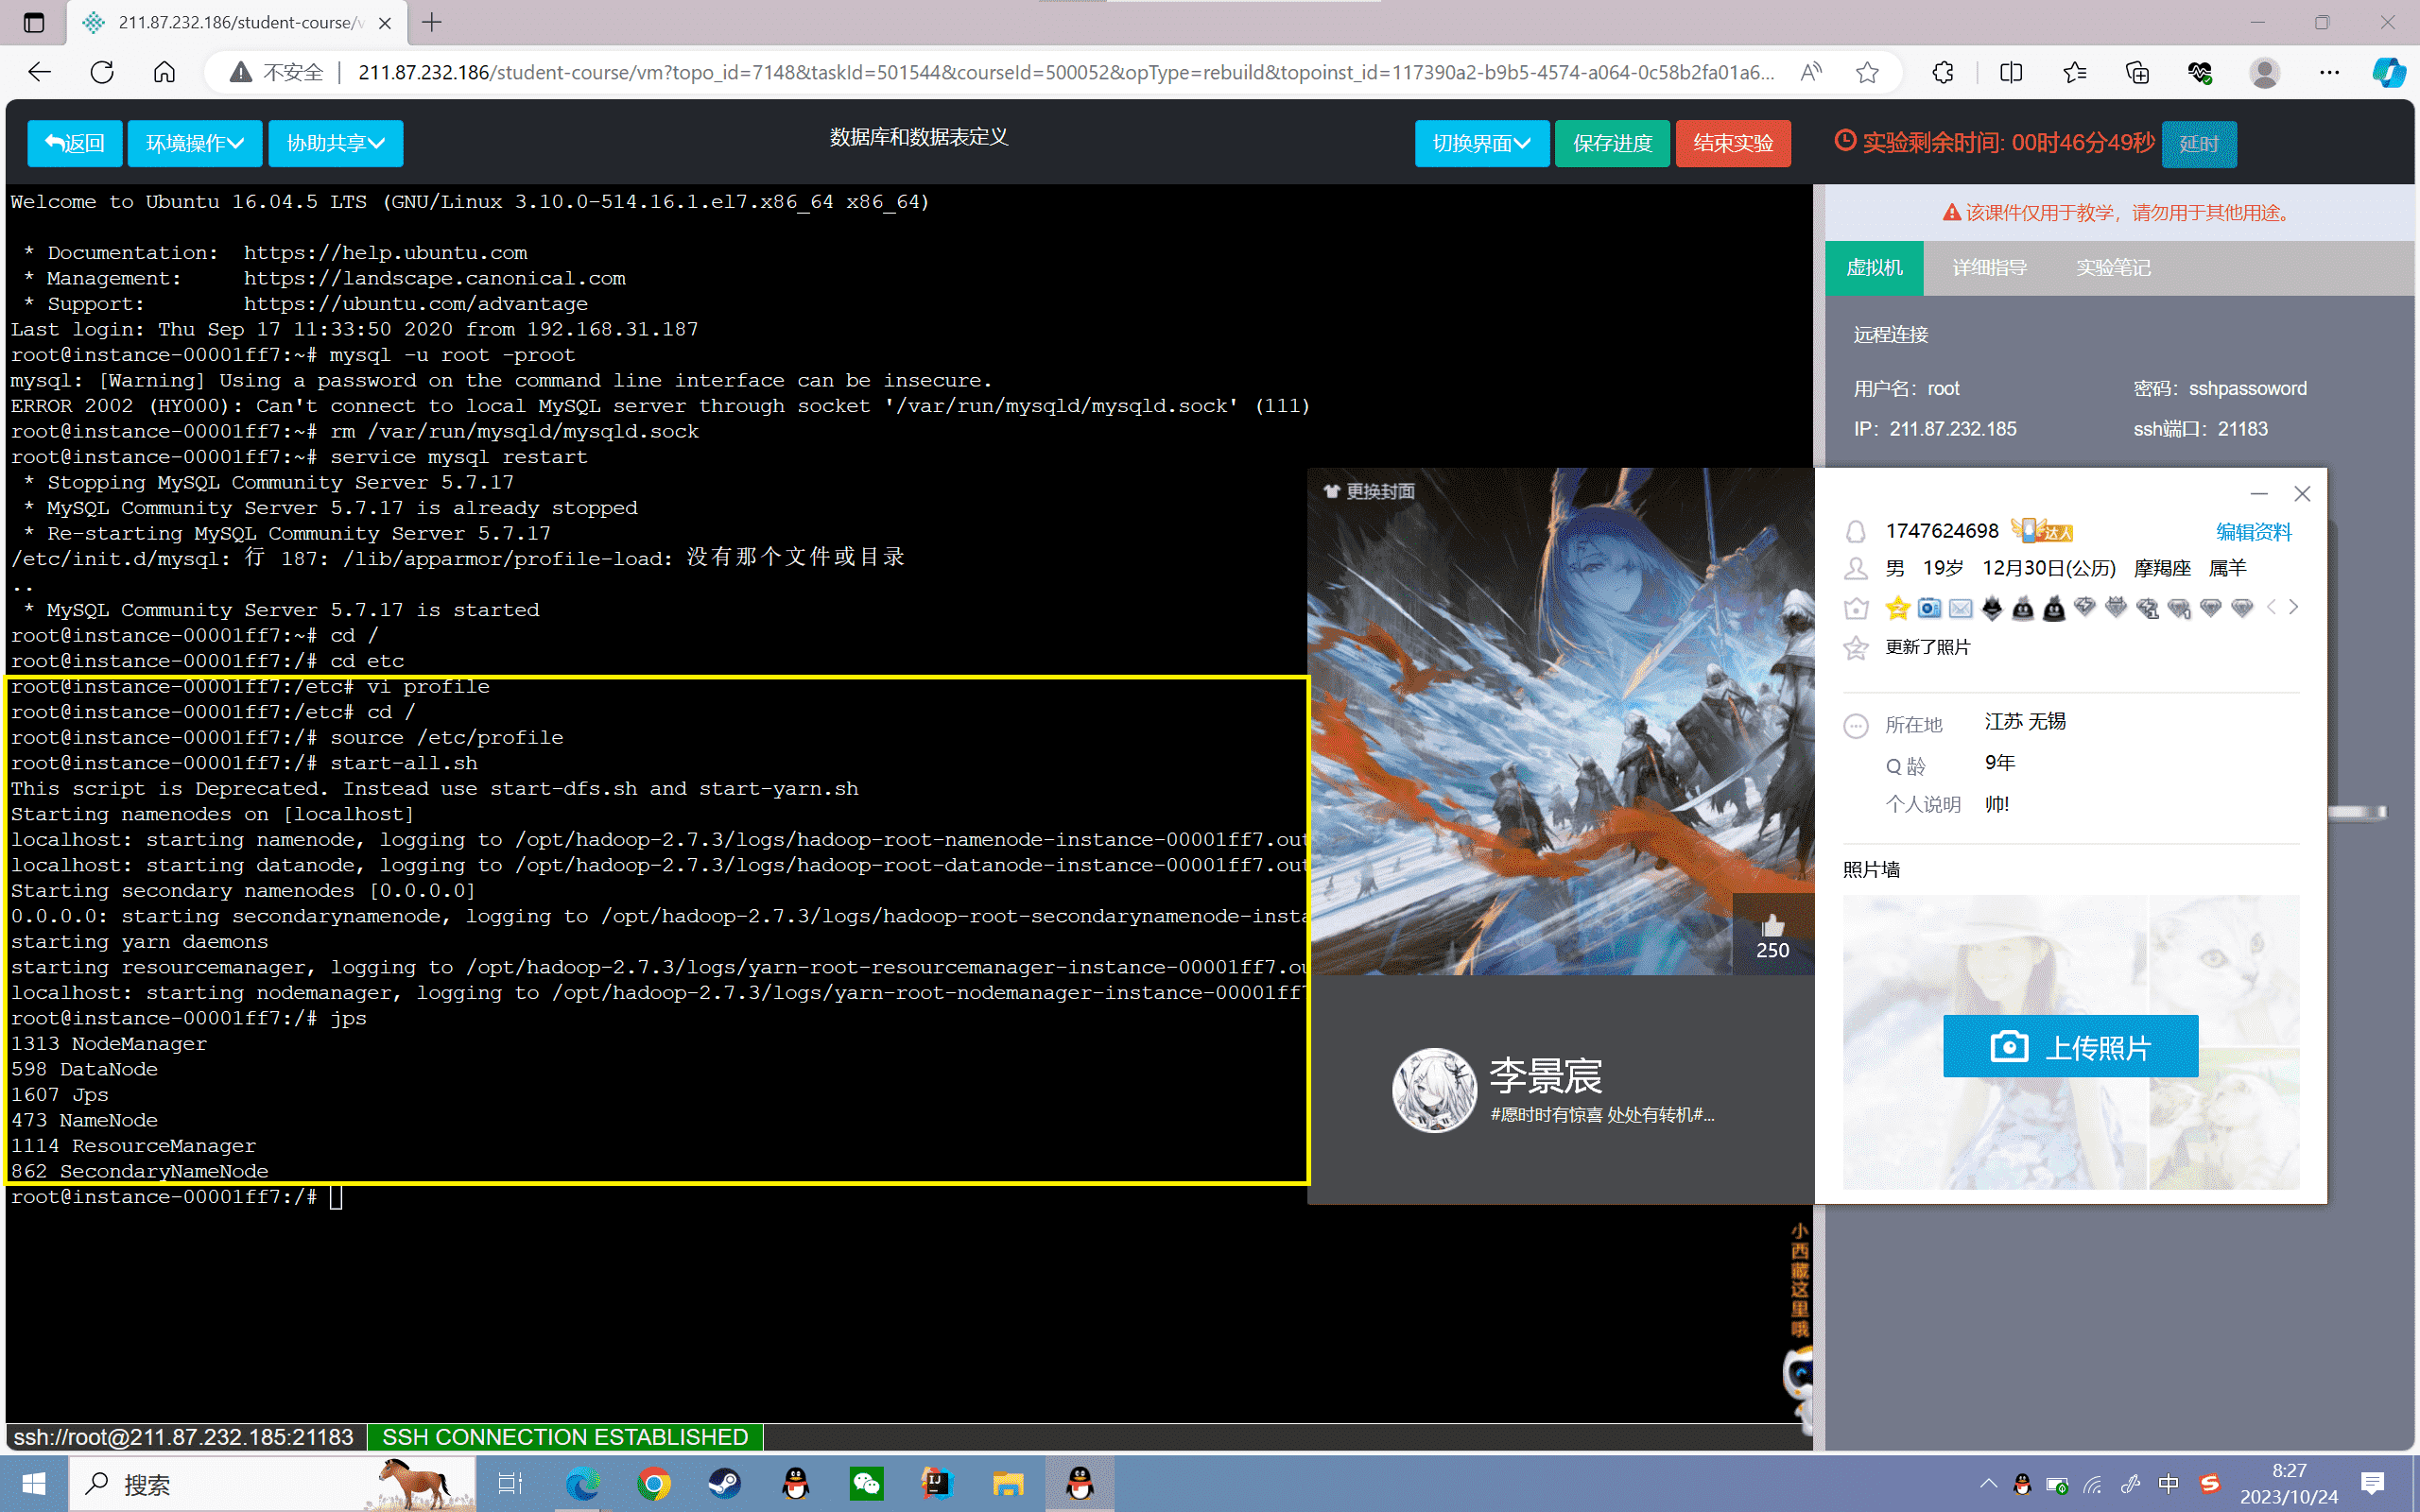 211.87.232.186/student-course/v
不安全 211.87.232.186/student-course/vm?topo_id=7148&taskId=501544&courseId=500052&opType=rebuild&topoinst_id=117390a2-b9b5-4574-a064-0c58b2fa01a6...
返回 环境操作 协助共享 数据库和数据表定义 切换界面 保存进度 结束实验 实验剩余时间: 00时46分49秒 延时
Welcome to Ubuntu 16.04.5 LTS (GNU/Linux 3.10.0-514.16.1.el7.x86_64 x86_64)
* Documentation: https://help.ubuntu.com
* Management: https://landscape.canonical.com
* Support: https://ubuntu.com/advantage
Last login: Thu Sep 17 11:33:50 2020 from 192.168.31.187
root@instance-00001ff7:~# mysql -u root -proot
mysql: [Warning] Using a password on the command line interface can be insecure.
ERROR 2002 (HY000): Can't connect to local MySQL server through socket '/var/run/mysqld/mysqld.sock' (111)
root@instance-00001ff7:~# rm /var/run/mysqld/mysqld.sock
root@instance-00001ff7:~# service mysql restart
* Stopping MySQL Community Server 5.7.17
* MySQL Community Server 5.7.17 is already stopped
* Re-starting MySQL Community Server 5.7.17
/etc/init.d/mysql: 行 187: /lib/apparmor/profile-load: 没有那个文件或目录
..
* MySQL Community Server 5.7.17 is started
root@instance-00001ff7:~# cd /
root@instance-00001ff7:/# cd etc
root@instance-00001ff7:/etc# vi profile
root@instance-00001ff7:/etc# cd /
root@instance-00001ff7:/# source /etc/profile
root@instance-00001ff7:/# start-all.sh
This script is Deprecated. Instead use start-dfs.sh and start-yarn.sh
Starting namenodes on [localhost]
localhost: starting namenode, logging to /opt/hadoop-2.7.3/logs/hadoop-root-namenode-instance-00001ff7.out
localhost: starting datanode, logging to /opt/hadoop-2.7.3/logs/hadoop-root-datanode-instance-00001ff7.out
Starting secondary namenodes [0.0.0.0]
0.0.0.0: starting secondarynamenode, logging to /opt/hadoop-2.7.3/logs/hadoop-root-secondarynamenode-insta
starting yarn daemons
starting resourcemanager, logging to /opt/hadoop-2.7.3/logs/yarn-root-resourcemanager-instance-00001ff7.ou
localhost: starting nodemanager, logging to /opt/hadoop-2.7.3/logs/yarn-root-nodemanager-instance-00001ff7
root@instance-00001ff7:/# jps
1313 NodeManager
598 DataNode
1607 Jps
473 NameNode
1114 ResourceManager
862 SecondaryNameNode
root@instance-00001ff7:/#
该课件仅用于教学，请勿用于其他用途。
虚拟机 详细指导 实验笔记
远程连接
用户名：root 密码：sshpassoword
IP：211.87.232.185 ssh端口：21183
更换封面
250
李景宸
#愿时时有惊喜 处处有转机#...
1747624698 达人 编辑资料
男 19岁 12月30日(公历) 摩羯座 属羊
更新了照片
所在地 江苏 无锡
Q 龄 9年
个人说明 帅!
照片墙
上传照片
小西藏这里哦
ssh://root@211.87.232.185:21183 SSH CONNECTION ESTABLISHED
搜索
中
8:27
2023/10/24